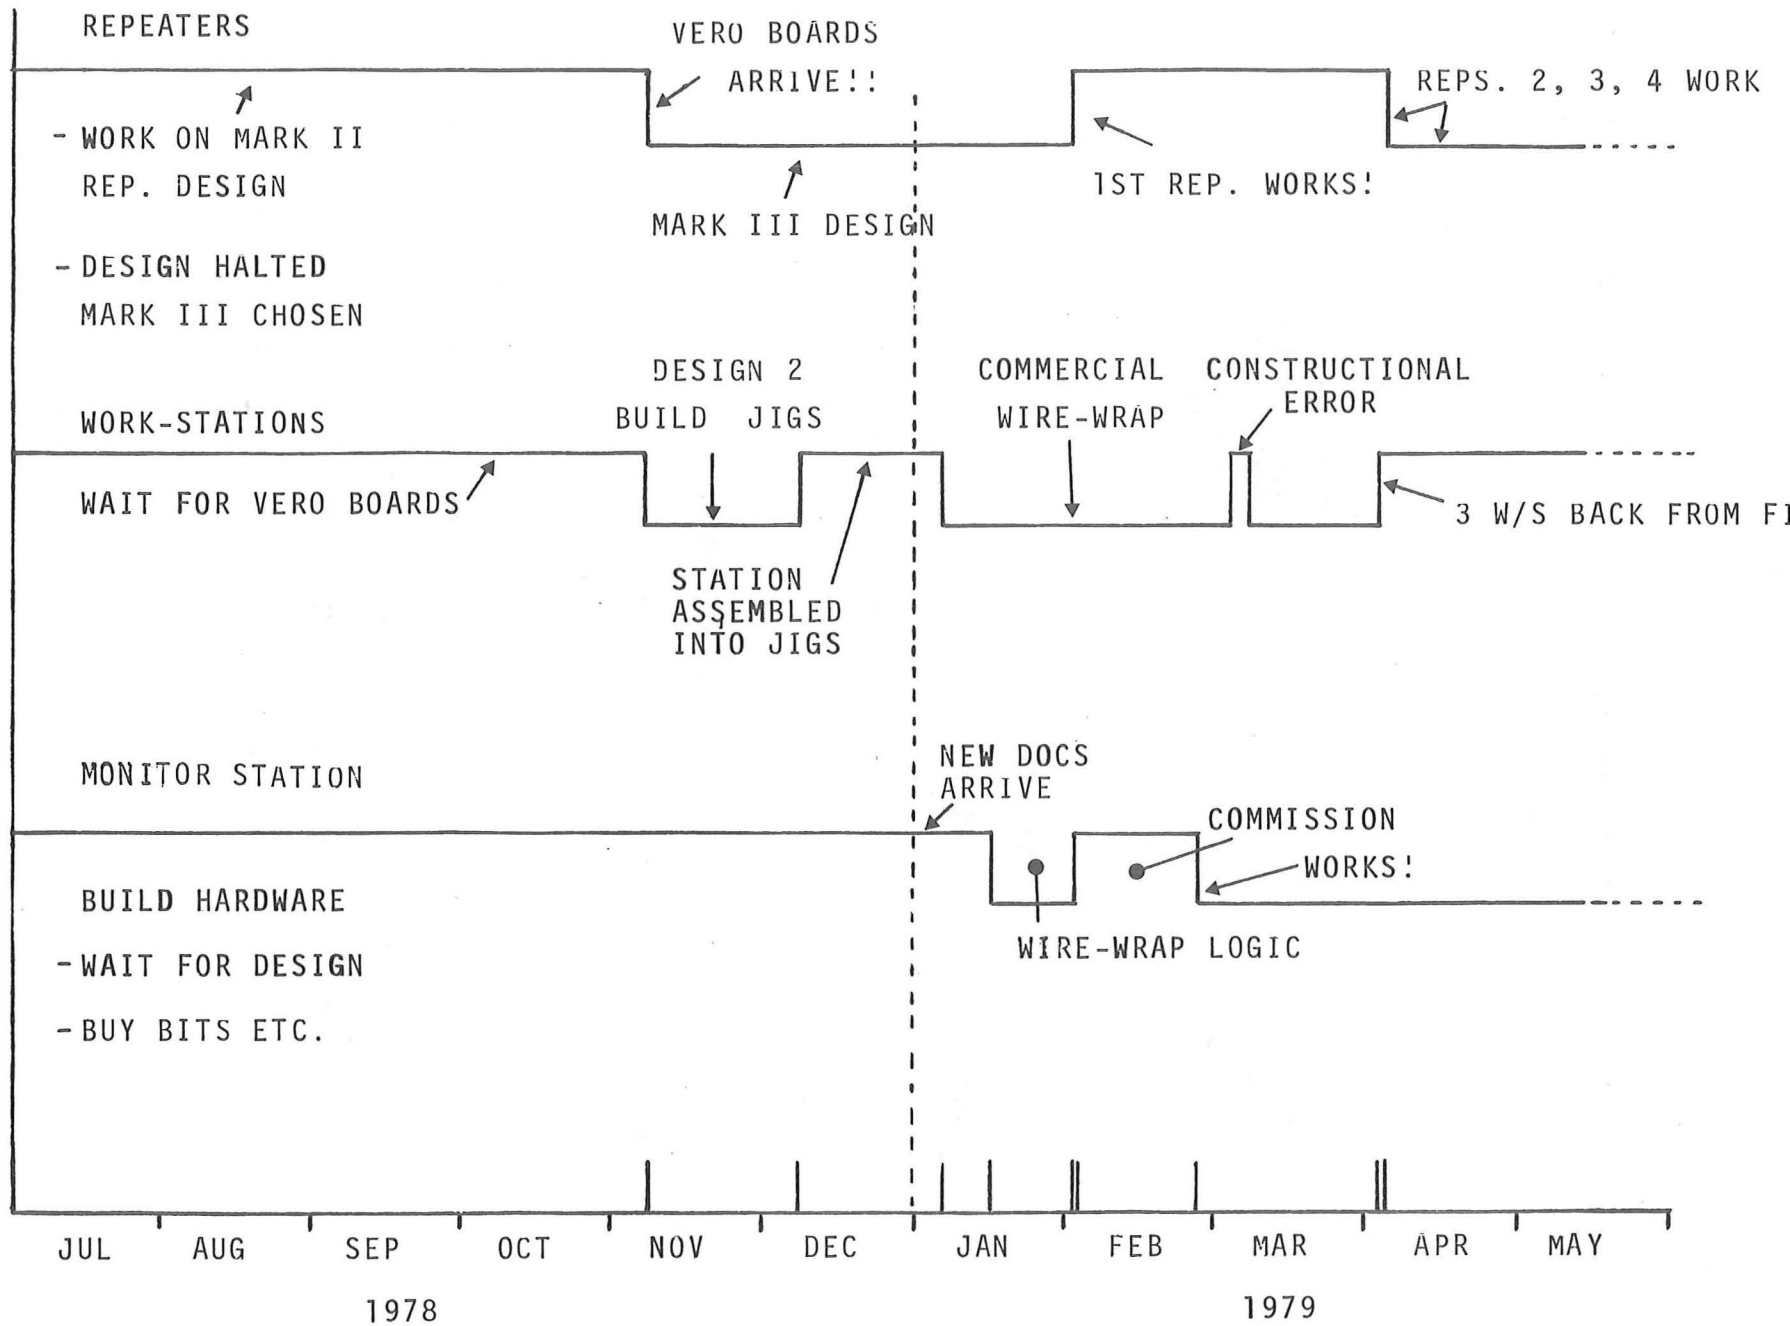 REPEATERS
VERO BOARDS
ARRIVE!!
REPS. 2, 3, 4 WORK
- WORK ON MARK II
REP. DESIGN
1ST REP. WORKS!
MARK III DESIGN
- DESIGN HALTED
MARK III CHOSEN
DESIGN 2
BUILD JIGS
COMMERCIAL
WIRE-WRAP
CONSTRUCTIONAL
ERROR
WORK-STATIONS
WAIT FOR VERO BOARDS
3 W/S BACK FROM
STATION
ASSEMBLED
INTO JIGS
NEW DOCS
ARRIVE
MONITOR STATION
COMMISSION
WORKS!
BUILD HARDWARE
WIRE-WRAP LOGIC
- WAIT FOR DESIGN
- BUY BITS ETC.
JUL AUG SEP OCT NOV DEC JAN FEB MAR APR MAY
1978 1979